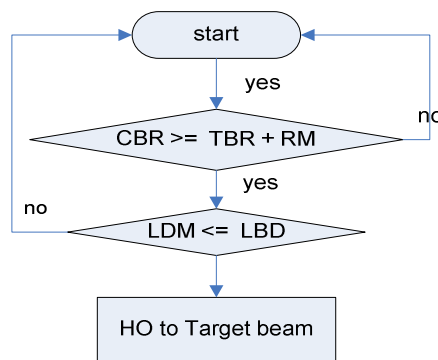 start
yes
CBR >= TBR + RM
no
yes
no
LDM <= LBD
HO to Target beam